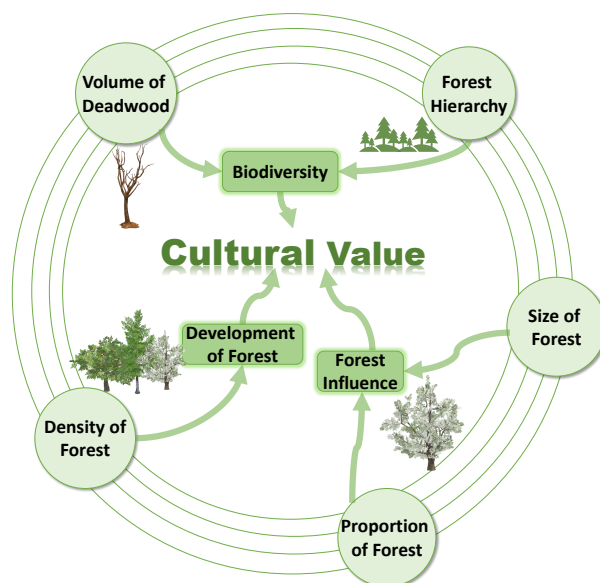 Volume of
Deadwood
Forest
Hierarchy
Biodiversity
Cultural Value
Development
of Forest
Forest
Influence
Size of
Forest
Density of
Forest
Proportion
of Forest